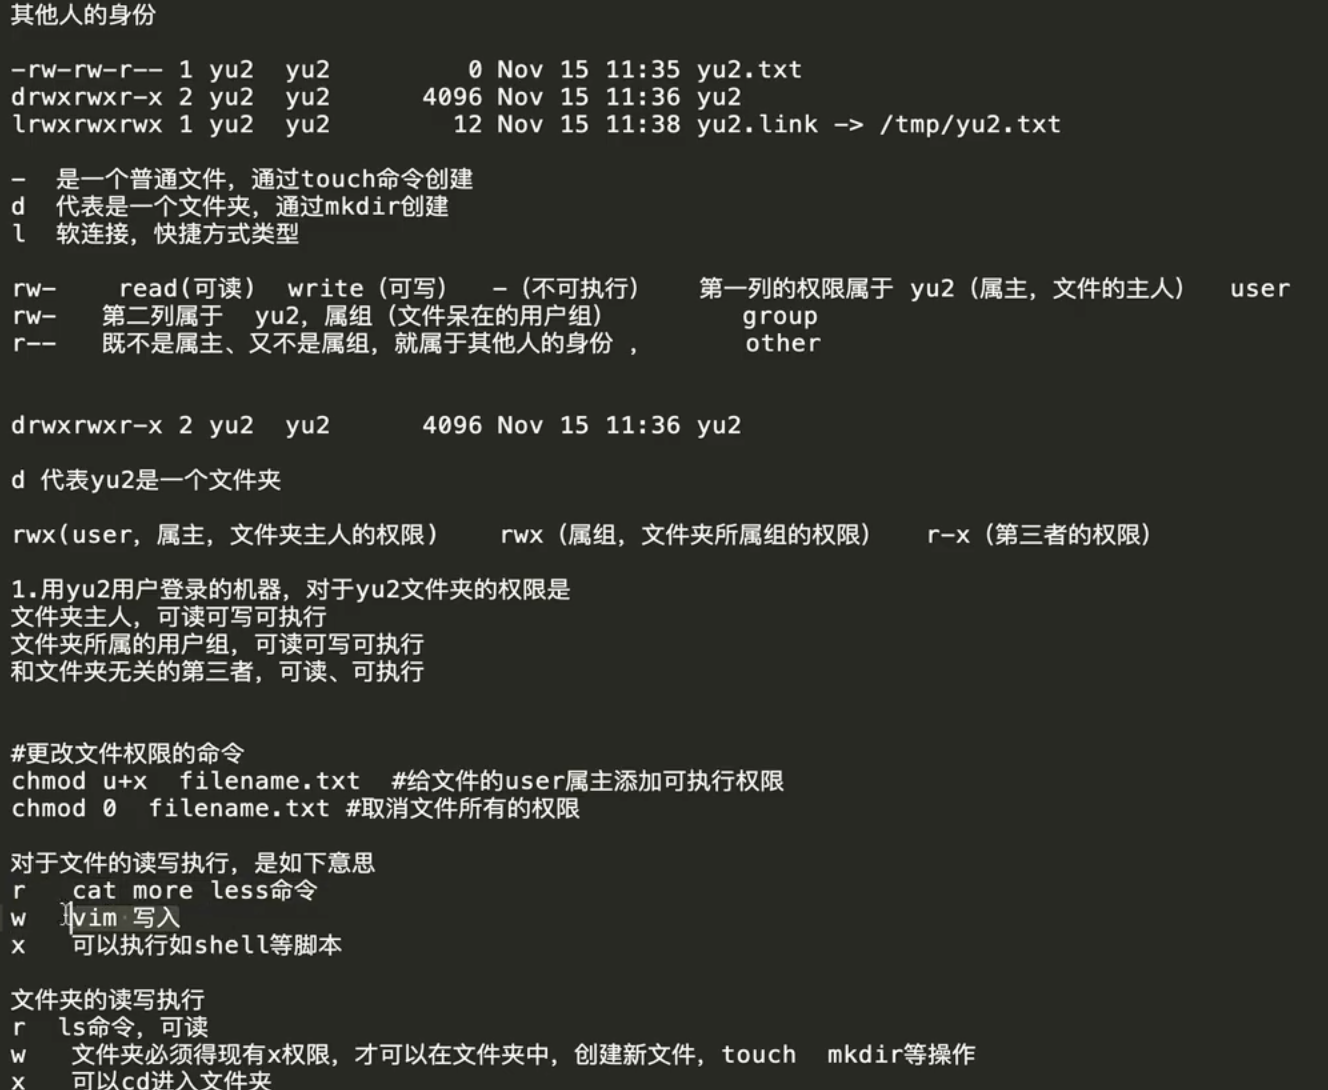 其他人的身份
-rw-rw-r-- 1 yu2  yu2         0 Nov 15 11:35 yu2.txt
drwxrwxr-x 2 yu2  yu2      4096 Nov 15 11:36 yu2
lrwxrwxrwx 1 yu2  yu2        12 Nov 15 11:38 yu2.link -> /tmp/yu2.txt
-  是一个普通文件，通过touch命令创建
d  代表是一个文件夹，通过mkdir创建
l  软连接，快捷方式类型
rw-    read(可读)  write（可写）  -（不可执行）   第一列的权限属于 yu2（属主，文件的主人）  user
rw-   第二列属于  yu2，属组（文件呆在的用户组）         group
r--   既不是属主、又不是属组，就属于其他人的身份 ，       other
drwxrwxr-x 2 yu2  yu2      4096 Nov 15 11:36 yu2
d 代表yu2是一个文件夹
rwx(user，属主，文件夹主人的权限)    rwx（属组，文件夹所属组的权限）   r-x（第三者的权限）
1.用yu2用户登录的机器，对于yu2文件夹的权限是
文件夹主人，可读可写可执行
文件夹所属的用户组，可读可写可执行
和文件夹无关的第三者，可读、可执行
#更改文件权限的命令
chmod u+x  filename.txt  #给文件的user属主添加可执行权限
chmod 0  filename.txt #取消文件所有的权限
对于文件的读写执行，是如下意思
r   cat more less命令
w   vim 写入
x   可以执行如shell等脚本
文件夹的读写执行
r  ls命令，可读
w   文件夹必须得现有x权限，才可以在文件夹中，创建新文件，touch  mkdir等操作
x   可以cd进入文件夹